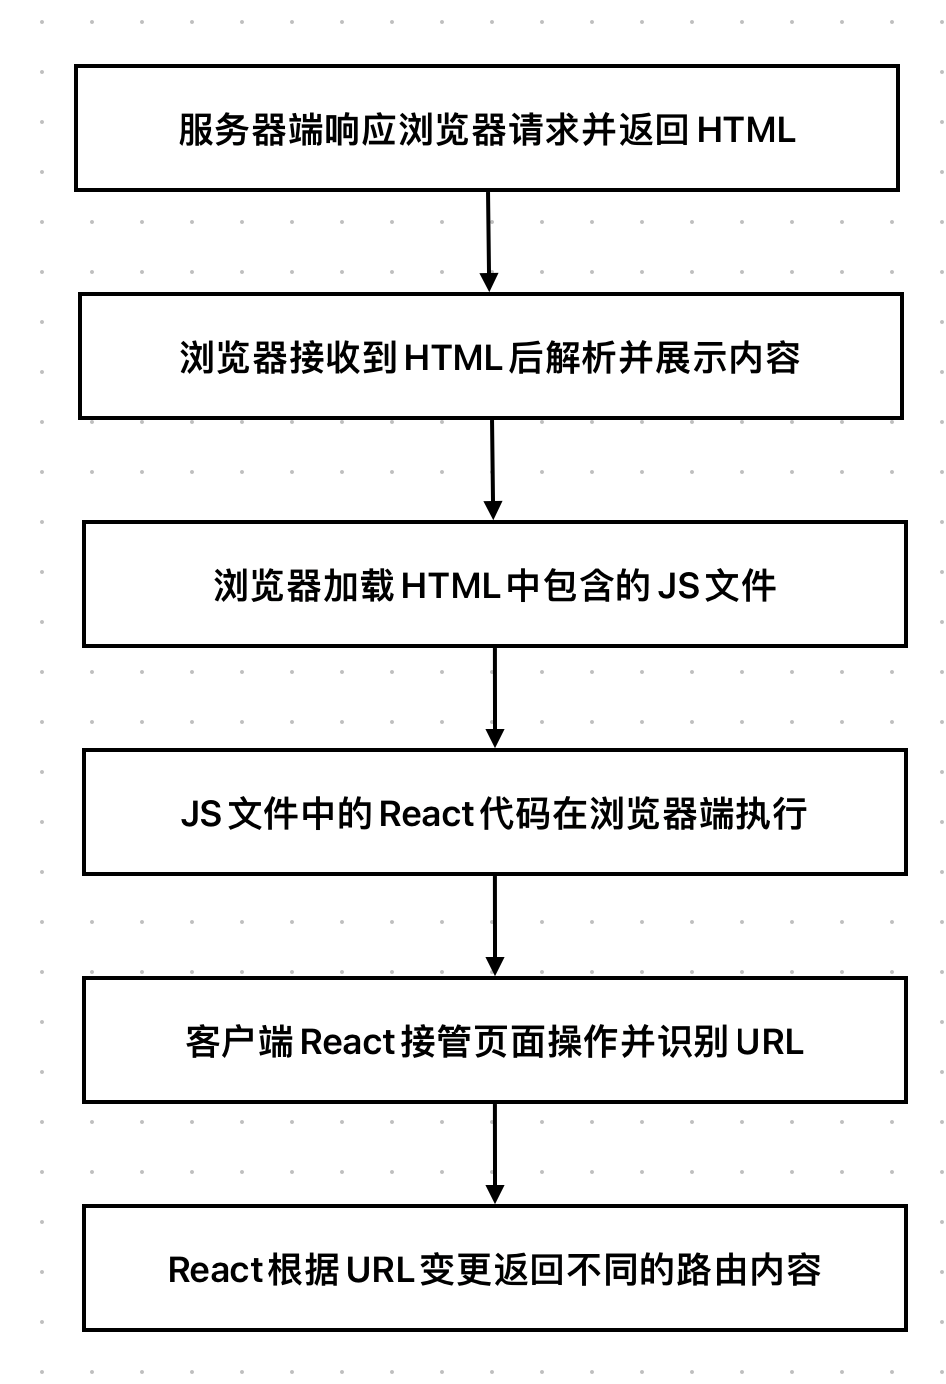 服务器端响应浏览器请求并返回 HTML
浏览器接收到 HTML 后解析并展示内容
浏览器加载 HTML 中包含的 JS 文件
JS 文件中的 React 代码在浏览器端执行
客户端 React 接管页面操作并识别 URL
React 根据 URL 变更返回不同的路由内容